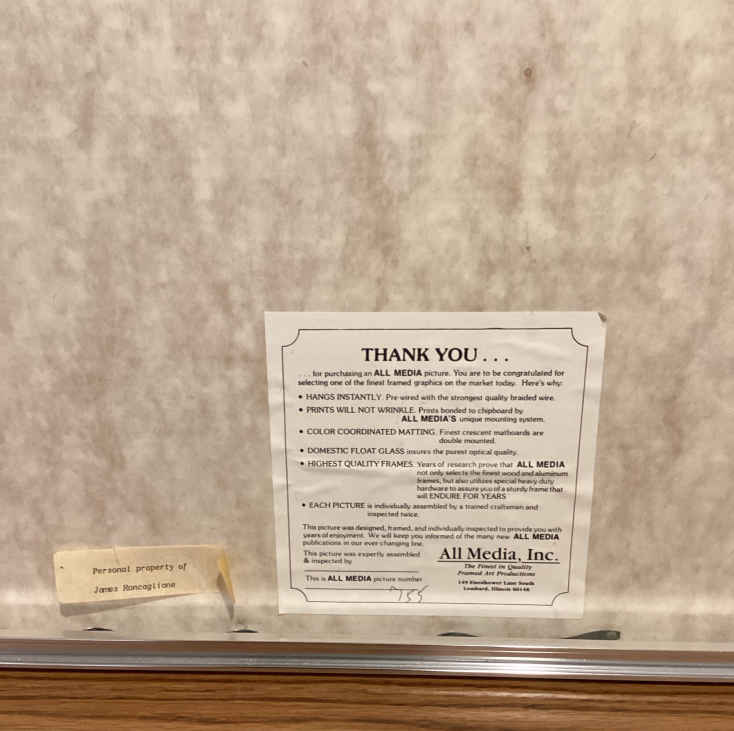 THANK YOU . . .
. . . for purchasing an ALL MEDIA picture. You are to be congratulated for
selecting one of the finest framed graphics on the market today. Here's why:
• HANGS INSTANTLY. Pre-wired with the strongest quality braided wire.
• PRINTS WILL NOT WRINKLE. Prints bonded to chipboard by
ALL MEDIA'S unique mounting system.
• COLOR COORDINATED MATTING. Finest crescent matboards are
double mounted.
• DOMESTIC FLOAT GLASS insures the purest optical quality.
• HIGHEST QUALITY FRAMES. Years of research prove that ALL MEDIA
not only selects the finest wood and aluminum
frames, but also utilizes special heavy duty
hardware to assure you of a sturdy frame that
will ENDURE FOR YEARS
• EACH PICTURE is individually assembled by a trained craftsman and
inspected twice.
This picture was designed, framed, and individually inspected to provide you with
years of enjoyment. We will keep you informed of the many new ALL MEDIA
publications in our ever-changing line.
This picture was expertly assembled
& inspected by
This is ALL MEDIA picture number
755
All Media, Inc.
The Finest in Quality
Framed Art Productions
149 Eisenhower Lane South
Lombard, Illinois 60148
Personal property of
James Roncaglione